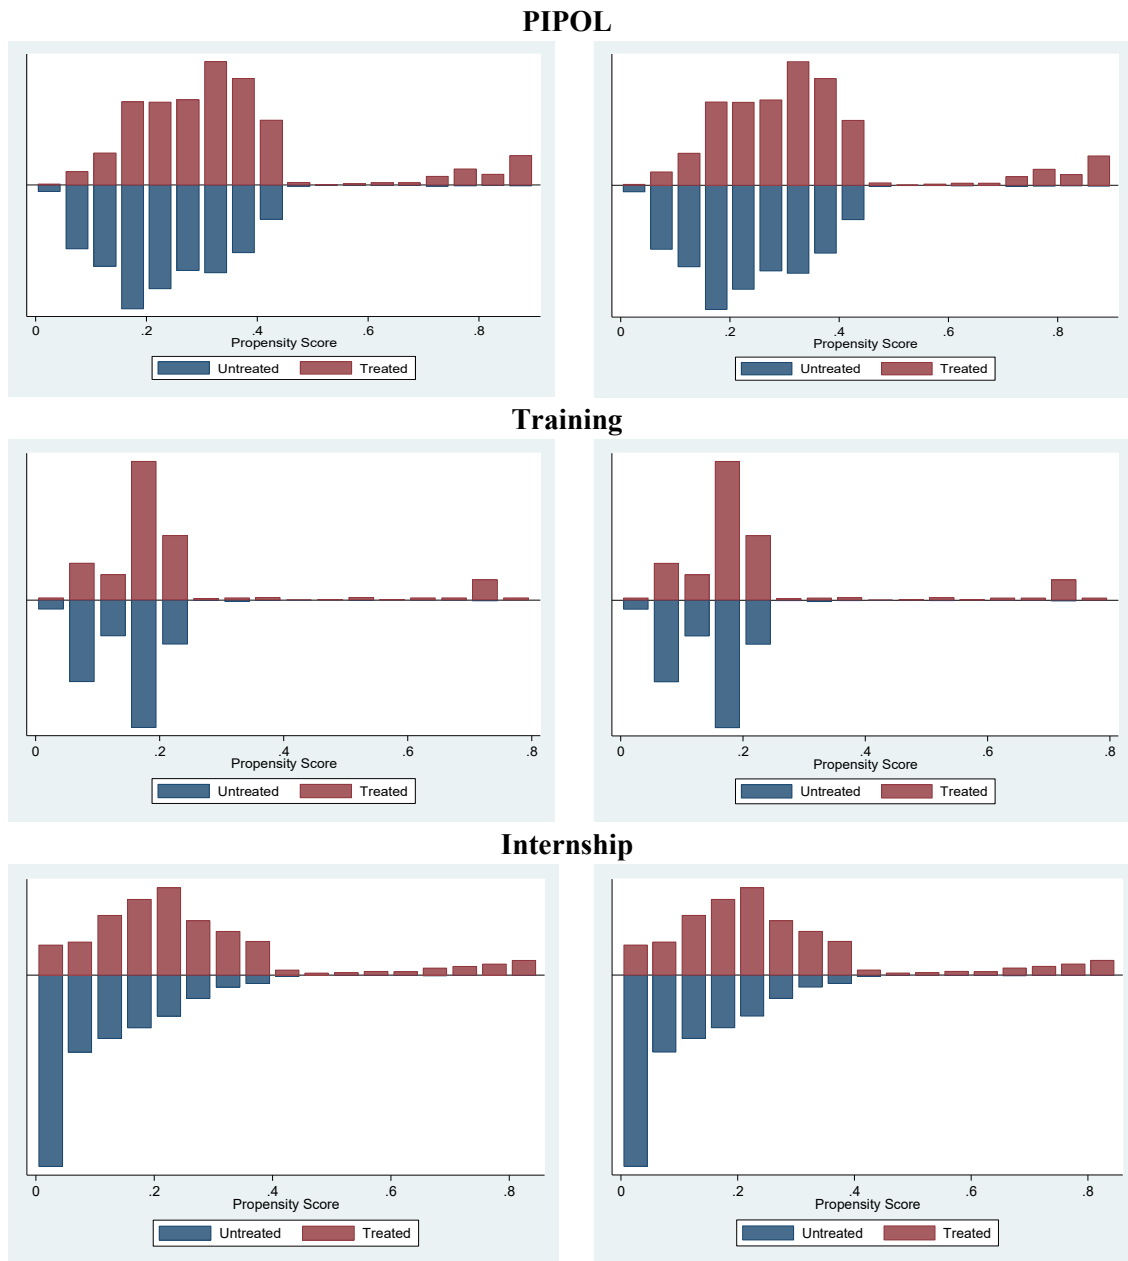 PIPOL
0 .2 .4 .6 .8
Propensity Score
Untreated Treated
0 .2 .4 .6 .8
Propensity Score
Untreated Treated
Training
0 .2 .4 .6 .8
Propensity Score
Untreated Treated
0 .2 .4 .6 .8
Propensity Score
Untreated Treated
Internship
0 .2 .4 .6 .8
Propensity Score
Untreated Treated
0 .2 .4 .6 .8
Propensity Score
Untreated Treated